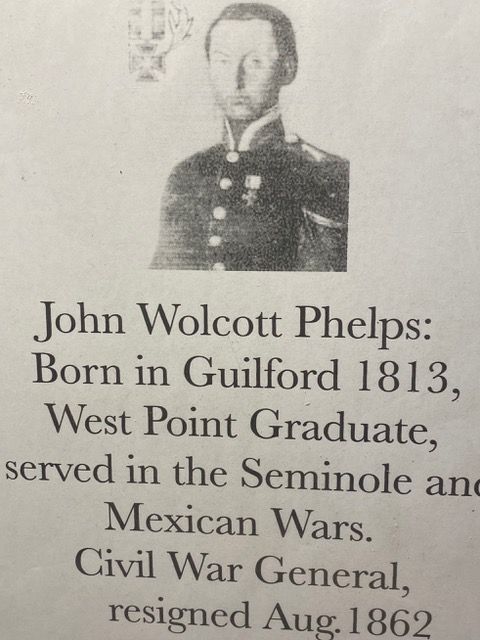 John Wolcott Phelps:
Born in Guilford 1813,
West Point Graduate,
served in the Seminole and
Mexican Wars.
Civil War General,
resigned Aug.1862